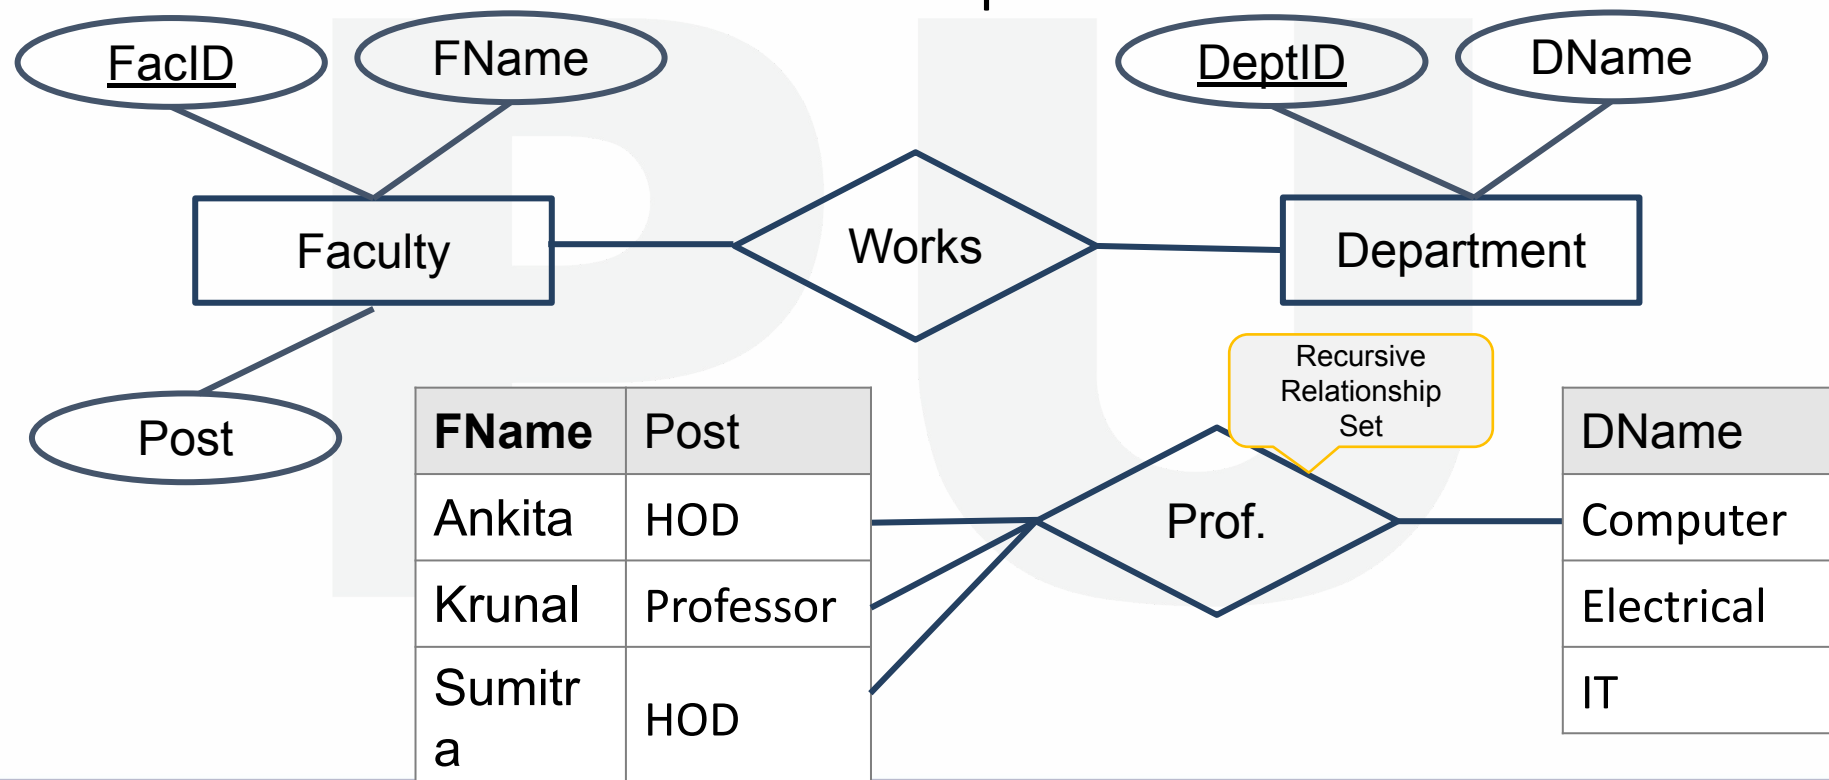 FacID
FName
DeptID
DName
Faculty
Works
Department
Post
Recursive
Relationship
Set
FName Post
Ankita HOD
Krunal Professor
Sumitr
a
HOD
Prof.
DName
Computer
Electrical
IT